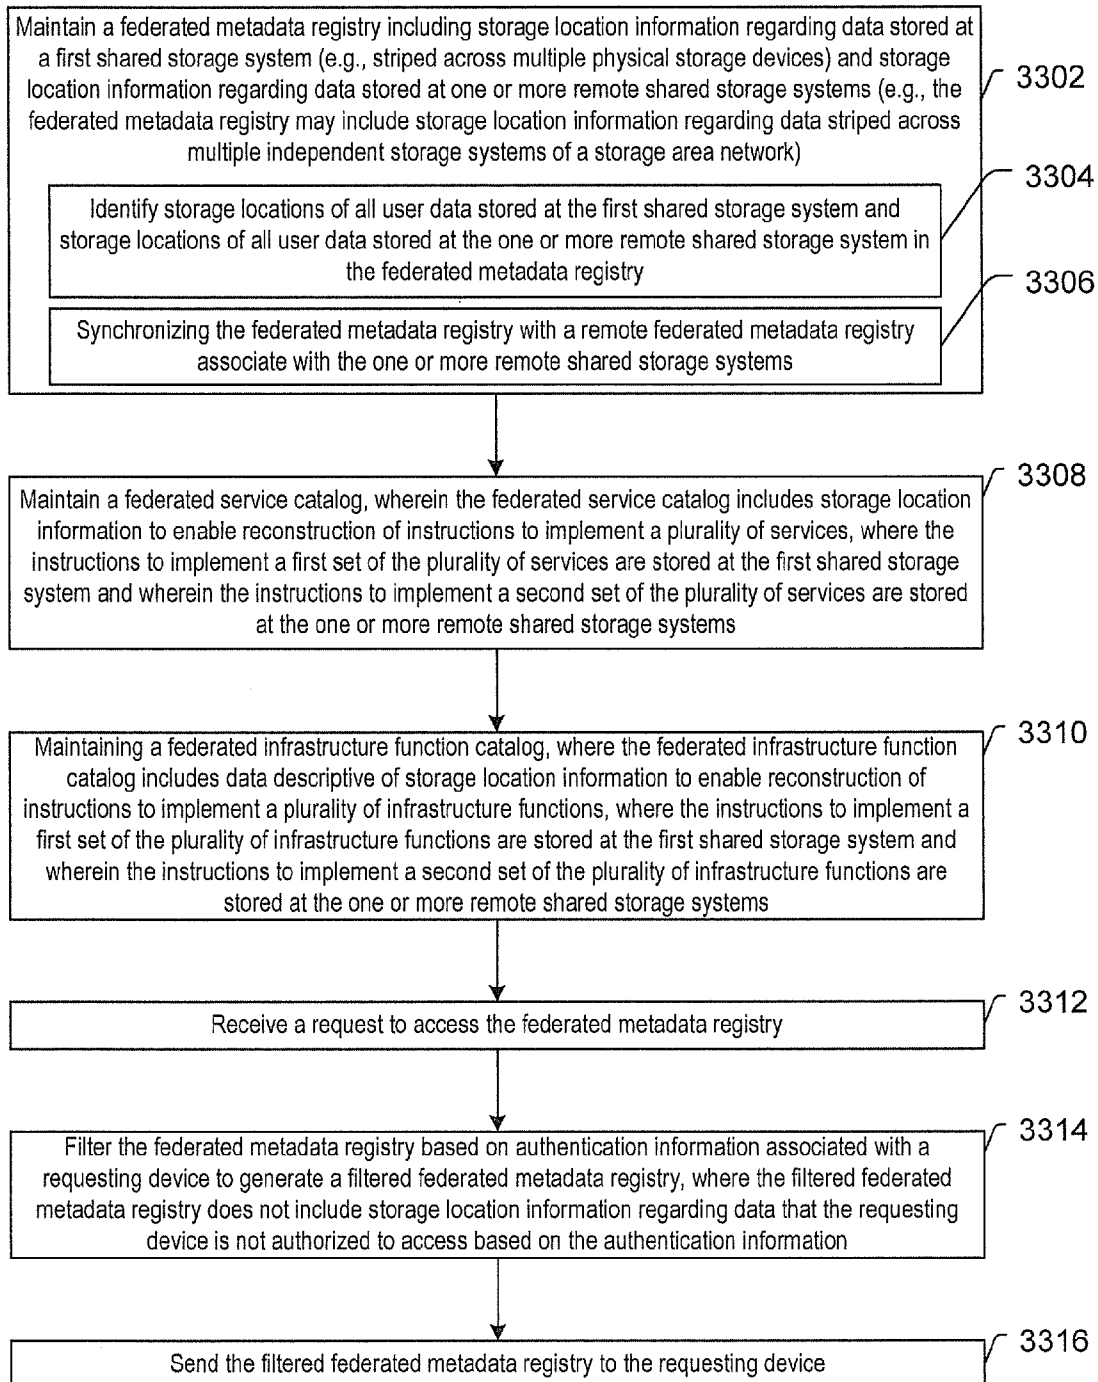 Maintain a federated metadata registry including storage location information regarding data stored at
a first shared storage system (e.g., striped across multiple physical storage devices) and storage
location information regarding data stored at one or more remote shared storage systems (e.g., the
federated metadata registry may include storage location information regarding data striped across
multiple independent storage systems of a storage area network)
3302
Identify storage locations of all user data stored at the first shared storage system and
storage locations of all user data stored at the one or more remote shared storage system in
the federated metadata registry
3304
Synchronizing the federated metadata registry with a remote federated metadata registry
associate with the one or more remote shared storage systems
3306
Maintain a federated service catalog, wherein the federated service catalog includes storage location
information to enable reconstruction of instructions to implement a plurality of services, where the
instructions to implement a first set of the plurality of services are stored at the first shared storage
system and wherein the instructions to implement a second set of the plurality of services are stored
at the one or more remote shared storage systems
3308
Maintaining a federated infrastructure function catalog, where the federated infrastructure function
catalog includes data descriptive of storage location information to enable reconstruction of
instructions to implement a plurality of infrastructure functions, where the instructions to implement a
first set of the plurality of infrastructure functions are stored at the first shared storage system and
wherein the instructions to implement a second set of the plurality of infrastructure functions are
stored at the one or more remote shared storage systems
3310
Receive a request to access the federated metadata registry
3312
Filter the federated metadata registry based on authentication information associated with a
requesting device to generate a filtered federated metadata registry, where the filtered federated
metadata registry does not include storage location information regarding data that the requesting
device is not authorized to access based on the authentication information
3314
Send the filtered federated metadata registry to the requesting device
3316